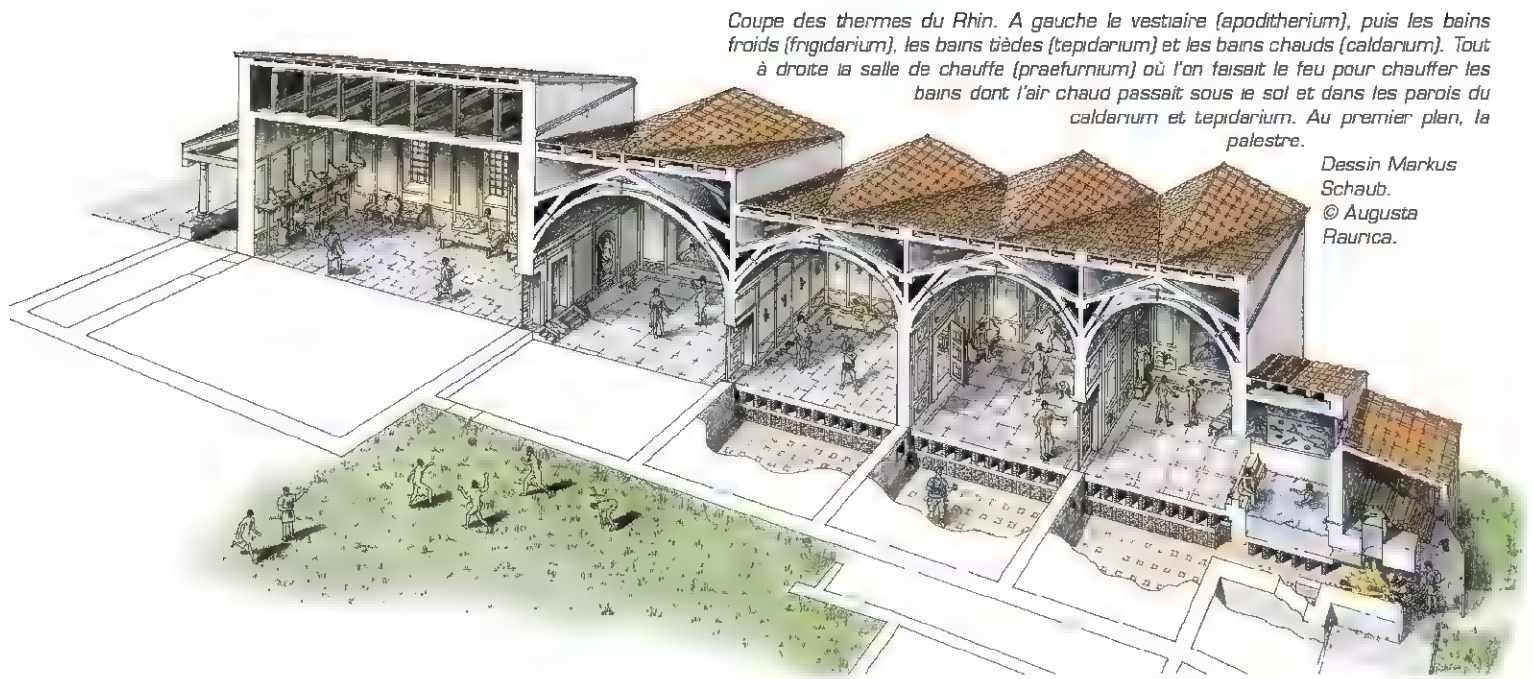 Coupe des thermes du Rhin. A gauche le vestiaire (apoditherium), puis les bains
froids (frigidarium), les bains tièdes (tepidarium) et les bains chauds (caldarium). Tout
à droite la salle de chauffe (praefurnium) où l'on faisait le feu pour chauffer les
bains dont l'air chaud passait sous le sol et dans les parois du
caldarium et tepidarium. Au premier plan, la
palestre.
Dessin Markus
Schaub.
© Augusta
Raurica.